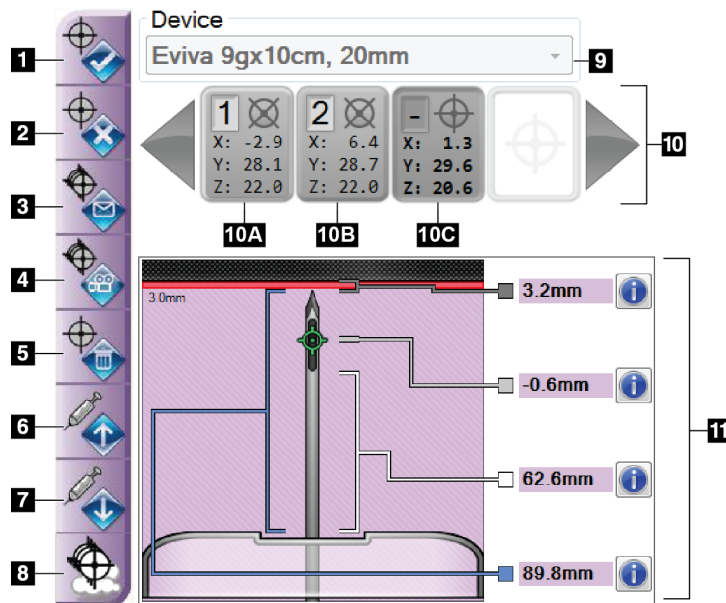 Device
1
Eviva 9gx10cm, 20mm
9
2
1
X: -2.9
Y: 28.1
Z: 22.0
2
X: 6.4
Y: 28.7
Z: 22.0
-
X: 1.3
Y: 29.6
Z: 20.6
10
3
10A
10B
10C
4
3.0mm
3.2mm
i
5
-0.6mm
i
6
11
62.6mm
i
7
8
89.8mm
i